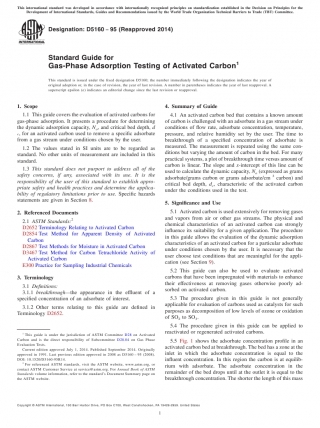 This international standard was developed in accordance with internationally recognized principles on standardization established in the Decision on Principles for the
Development of International Standards, Guides and Recommendations issued by the World Trade Organization Technical Barriers to Trade (TBT) Committee.
Designation: D5160 − 95 (Reapproved 2014)
INTERNATIONAL
Standard Guide for
Gas-Phase Adsorption Testing of Activated Carbon1
This standard is issued under the fixed designation D5160; the number immediately following the designation indicates the year of
original adoption or, in the case of revision, the year of last revision. A number in parentheses indicates the year of last reapproval. A
superscript epsilon (ε) indicates an editorial change since the last revision or reapproval.
1. Scope
1.1 This guide covers the evaluation of activated carbons for
gas-phase adsorption. It presents a procedure for determining
the dynamic adsorption capacity, N
, and critical bed depth, d
, for an activated carbon used to remove a specific adsorbate
from a gas stream under conditions chosen by the user.
1.2 The values stated in SI units are to be regarded as
standard. No other units of measurement are included in this
standard.
1.3 This standard does not purport to address all of the
safety concerns, if any, associated with its use. It is the
responsibility of the user of this standard to establish appro-
priate safety and health practices and determine the applica-
bility of regulatory limitations prior to use. Specific hazards
statements are given in Section 8.
2. Referenced Documents
2.1 ASTM Standards:2
D2652 Terminology Relating to Activated Carbon
D2854 Test Method for Apparent Density of Activated
Carbon
D2867 Test Methods for Moisture in Activated Carbon
D3467 Test Method for Carbon Tetrachloride Activity of
Activated Carbon
E300 Practice for Sampling Industrial Chemicals
3. Terminology
3.1 Definitions:
3.1.1 breakthrough—the appearance in the effluent of a
specified concentration of an adsorbate of interest.
3.1.2 Other terms relating to this guide are defined in
Terminology D2652.
1 This guide is under the jurisdiction of ASTM Committee D28 on Activated
Carbon and is the direct responsibility of Subcommittee D28.04 on Gas Phase
Evaluation Tests.
Current edition approved July 1, 2014. Published September 2014. Originally
approved in 1991. Last previous edition approved in 2008 as D5160 – 95 (2008).
2 For referenced ASTM standards, visit the ASTM website, www.astm.org, or
contact ASTM Customer Service at service@astm.org. For Annual Book of ASTM
Standards volume information, refer to the standard's Document Summary page on
the ASTM website.
4. Summary of Guide
4.1 An activated carbon bed that contains a known amount
of carbon is challenged with an adsorbate in a gas stream under
conditions of flow rate, adsorbate concentration, temperature,
pressure, and relative humidity set by the user. The time to
breakthrough of a specified concentration of adsorbate is
measured. The measurement is repeated using the same con-
ditions but varying the amount of carbon in the bed. For many
practical systems, a plot of breakthrough time versus amount of
carbon is linear. The slope and x-intercept of this line can be
used to calculate the dynamic capacity, N
(expressed as grams
adsorbate/gram carbon or grams adsorbate/cm
carbon) and
critical bed depth, d
, characteristic of the activated carbon
under the conditions used in the test.
5. Significance and Use
5.1 Activated carbon is used extensively for removing gases
and vapors from air or other gas streams. The physical and
chemical characteristics of an activated carbon can strongly
influence its suitability for a given application. The procedure
in this guide allows the evaluation of the dynamic adsorption
characteristics of an activated carbon for a particular adsorbate
under conditions chosen by the user. It is necessary that the
user choose test conditions that are meaningful for the appli-
cation (see Section 9).
5.2 This guide can also be used to evaluate activated
carbons that have been impregnated with materials to enhance
their effectiveness at removing gases otherwise poorly ad-
sorbed on activated carbon.
5.3 The procedure given in this guide is not generally
applicable for evaluation of carbons used as catalysts for such
purposes as decomposition of low levels of ozone or oxidation
of SO2 to SO3.
5.4 The procedure given in this guide can be applied to
reactivated or regenerated activated carbons.
5.5 Fig. 1 shows the adsorbate concentration profile in an
activated carbon bed at breakthrough. The bed has a zone at the
inlet in which the adsorbate concentration is equal to the
influent concentration. In this region the carbon is at equilib-
rium with adsorbate. The adsorbate concentration in the
remainder of the bed drops until at the outlet it is equal to the
breakthrough concentration. The shorter the length of this mass
Copyright © ASTM International, 100 Barr Harbor Drive, PO Box C700, West Conshohocken, PA 19428-2959. United States
1